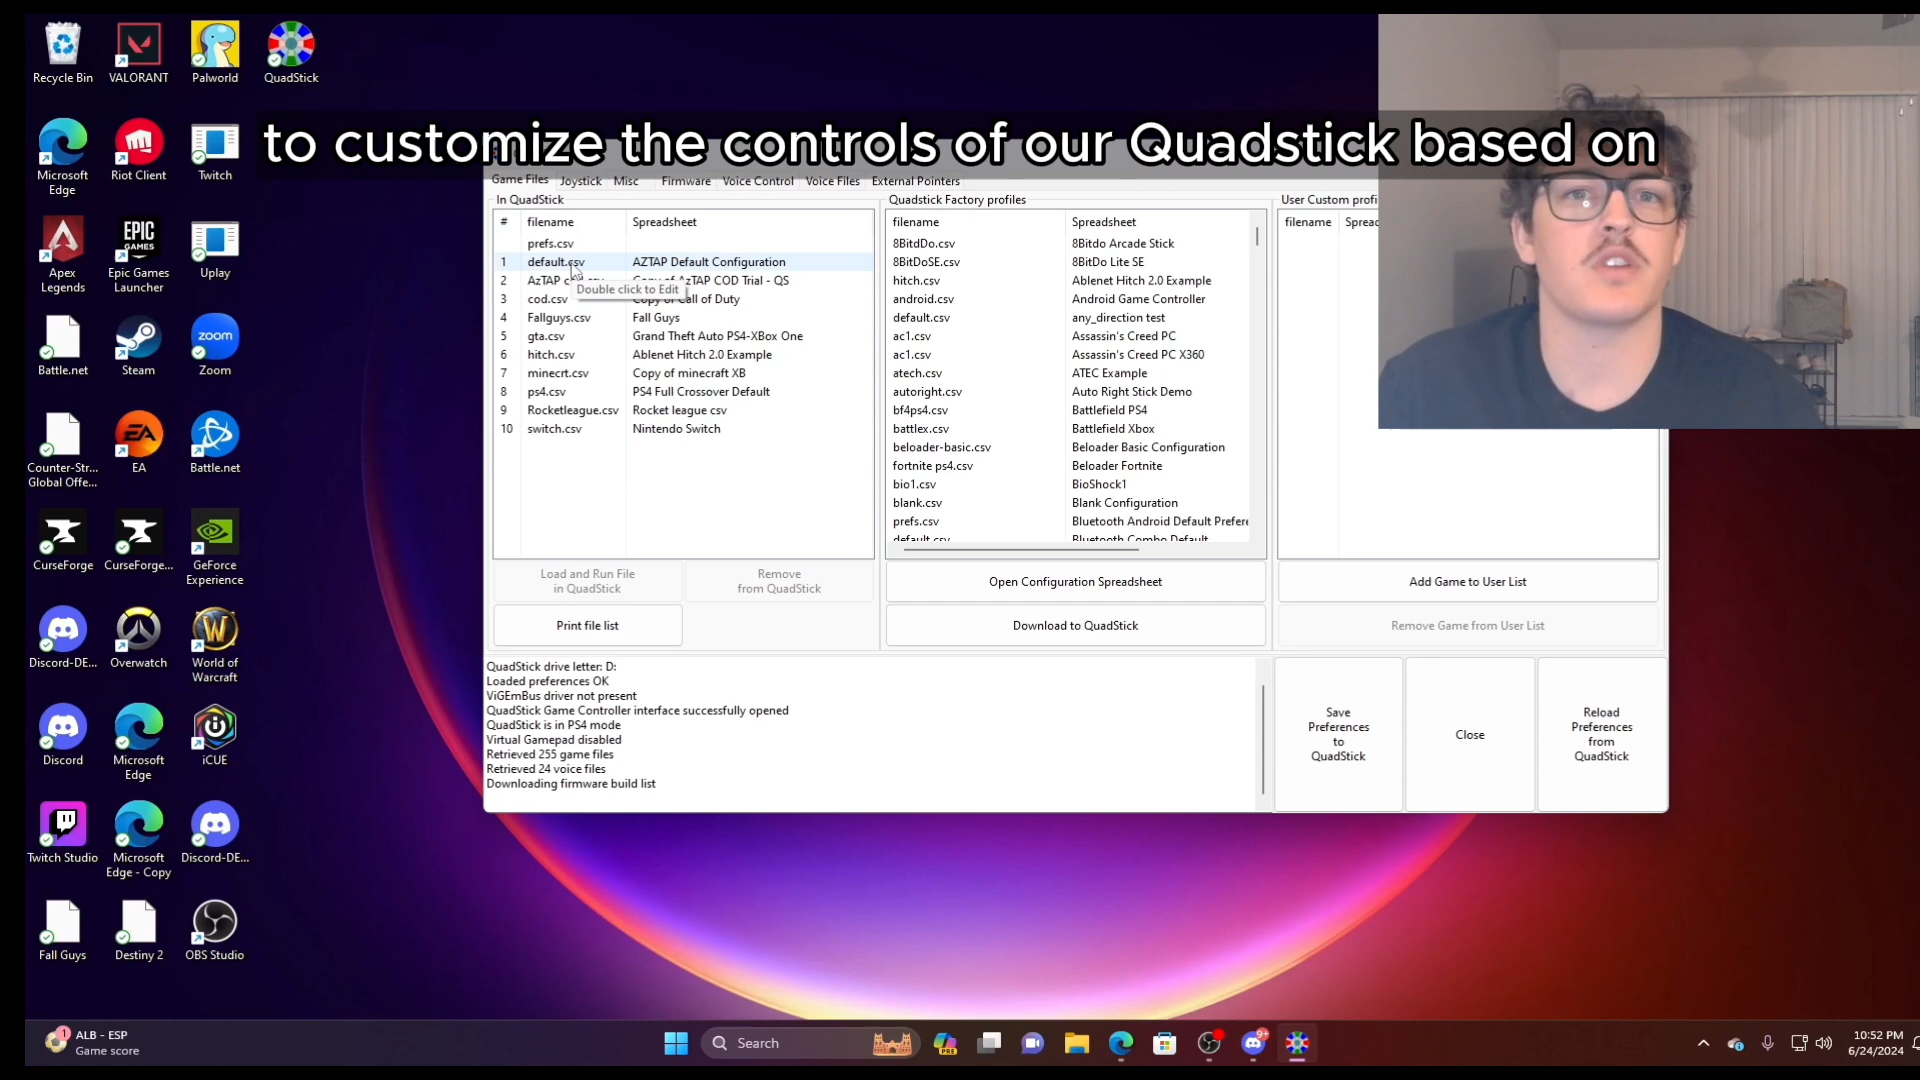 Recycle Bin
VALORANT
Palworld
QuadStick
Microsoft
Edge
Riot Client
Twitch
Apex
Legends
Epic Games
Launcher
Uplay
Battle.net
Steam
Zoom
Counter-Str...
Global Offe...
EA
Battle.net
CurseForge
CurseForge...
GeForce
Experience
Discord-DE...
Overwatch
World of
Warcraft
Discord
Microsoft
Edge
iCUE
Twitch Studio
Microsoft
Edge - Copy
Discord-DE...
Fall Guys
Destiny 2
OBS Studio
to customize the controls of our Quadstick based on
Game Files Joystick Misc Firmware Voice Control Voice Files External Pointers
In QuadStick
# filename Spreadsheet
prefs.csv
1 default.csv AZTAP Default Configuration
2 AzTAP Copy of AzTAP COD Trial - QS
Double click to Edit
3 cod.csv Copy of Call of Duty
4 Fallguys.csv Fall Guys
5 gta.csv Grand Theft Auto PS4-XBox One
6 hitch.csv Ablenet Hitch 2.0 Example
7 minecrt.csv Copy of minecraft XB
8 ps4.csv PS4 Full Crossover Default
9 Rocketleague.csv Rocket league csv
10 switch.csv Nintendo Switch
Load and Run File
in QuadStick
Remove
from QuadStick
Print file list
Quadstick Factory profiles
filename Spreadsheet
8BitdDo.csv 8Bitdo Arcade Stick
8BitDoSE.csv 8BitDo Lite SE
hitch.csv Ablenet Hitch 2.0 Example
android.csv Android Game Controller
default.csv any_direction test
ac1.csv Assassin's Creed PC
ac1.csv Assassin's Creed PC X360
atech.csv ATEC Example
autoright.csv Auto Right Stick Demo
bf4ps4.csv Battlefield PS4
battlex.csv Battlefield Xbox
beloader-basic.csv Beloader Basic Configuration
fortnite ps4.csv Beloader Fortnite
bio1.csv BioShock1
blank.csv Blank Configuration
prefs.csv Bluetooth Android Default Prefere
default.csv Bluetooth Combo Default
Open Configuration Spreadsheet
Download to QuadStick
User Custom profi
filename Spreac
Add Game to User List
Remove Game from User List
QuadStick drive letter: D:
Loaded preferences OK
ViGEmBus driver not present
QuadStick Game Controller interface successfully opened
QuadStick is in PS4 mode
Virtual Gamepad disabled
Retrieved 255 game files
Retrieved 24 voice files
Downloading firmware build list
Save
Preferences
to
QuadStick
Close
Reload
Preferences
from
QuadStick
1
ALB - ESP
Game score
Search
PRE
9+
10:52 PM
6/24/2024